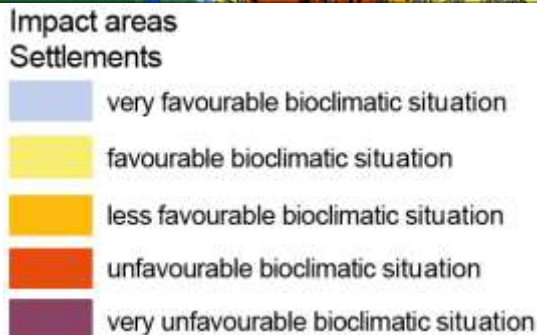 Impact areas
Settlements
very favourable bioclimatic situation
favourable bioclimatic situation
less favourable bioclimatic situation
unfavourable bioclimatic situation
very unfavourable bioclimatic situation